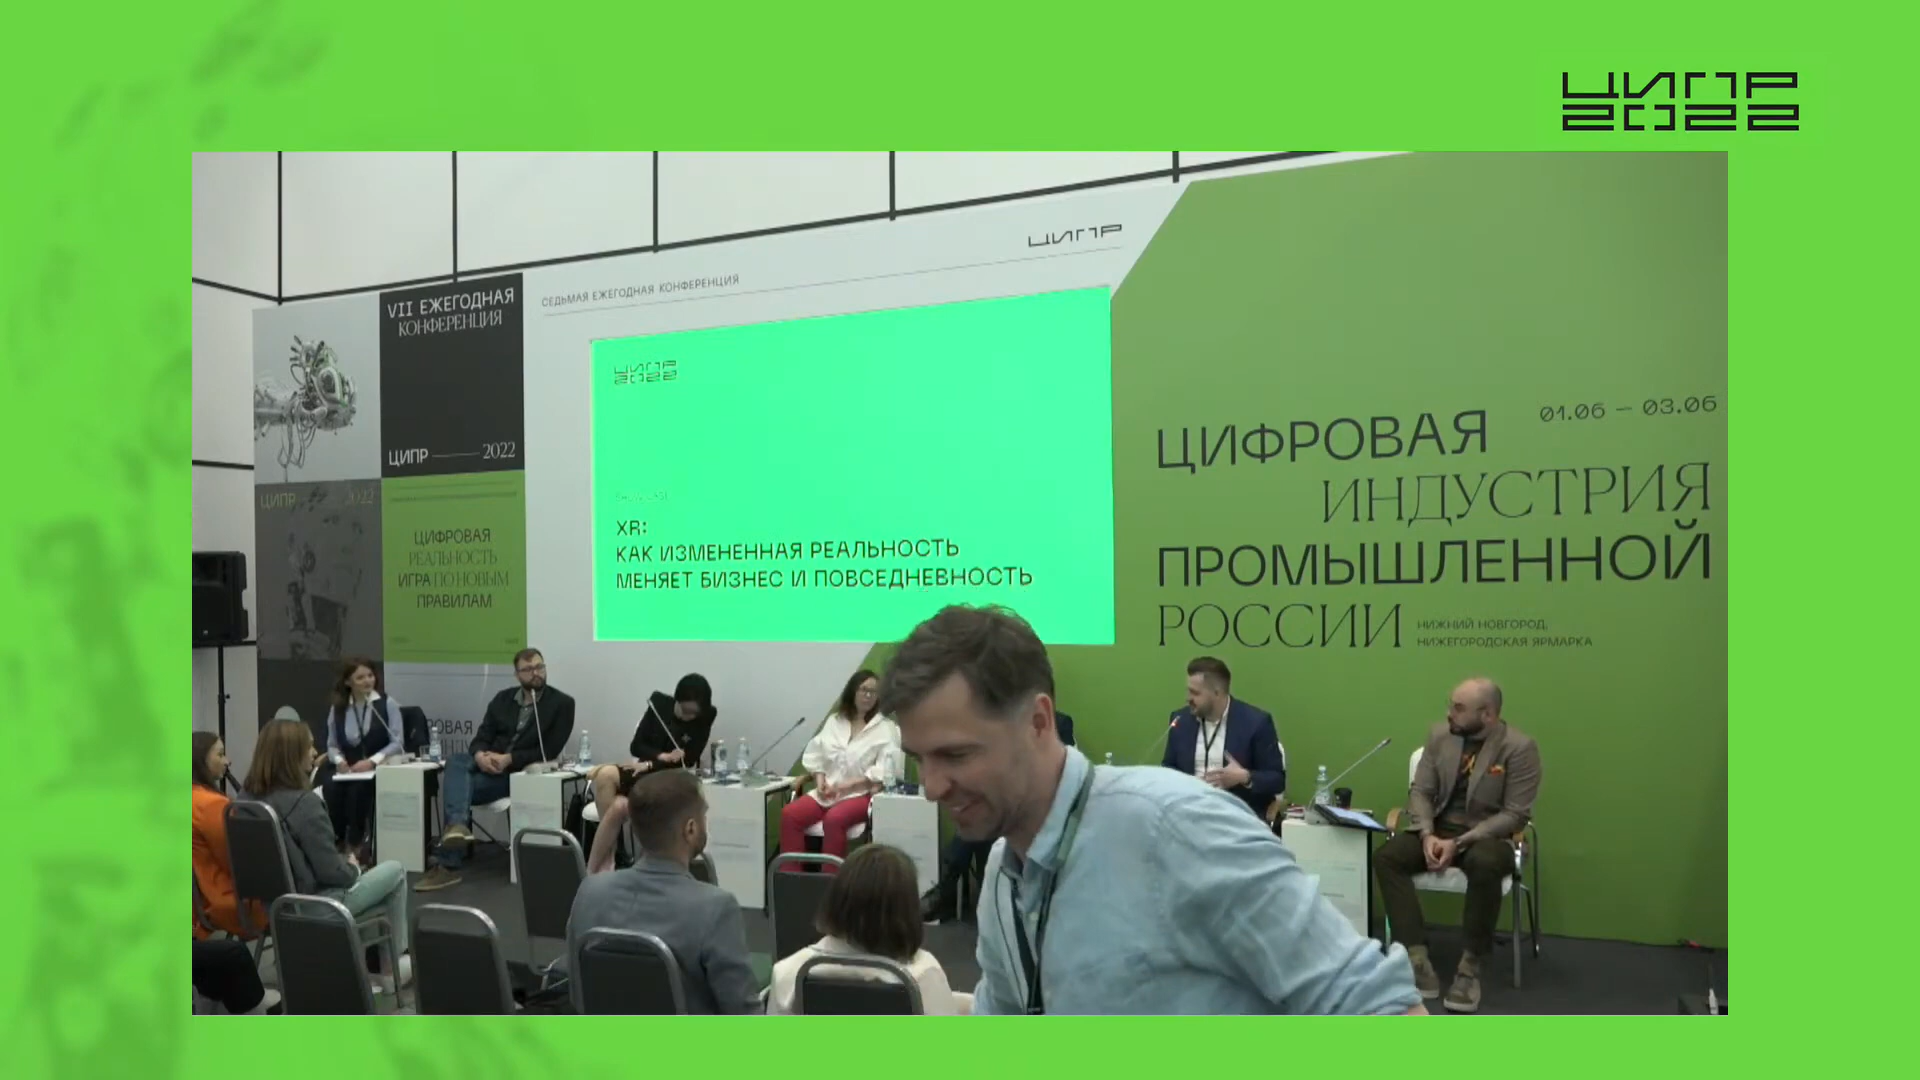 ЦИПР
2022
ЦИПР
СЕДЬМАЯ ЕЖЕГОДНАЯ КОНФЕРЕНЦИЯ
VII ЕЖЕГОДНАЯ
КОНФЕРЕНЦИЯ
ЦИПР 2022
ЦИПР 2022
ЦИФРОВАЯ
РЕАЛЬНОСТЬ
ИГРА ПО НОВЫМ
ПРАВИЛАМ
ЦИПР
2022
XR:
КАК ИЗМЕНЕННАЯ РЕАЛЬНОСТЬ
МЕНЯЕТ БИЗНЕС И ПОВСЕДНЕВНОСТЬ
01.06 — 03.06
ЦИФРОВАЯ
ИНДУСТРИЯ
ПРОМЫШЛЕННОЙ
РОССИИ
НИЖНИЙ НОВГОРОД,
НИЖЕГОРОДСКАЯ ЯРМАРКА